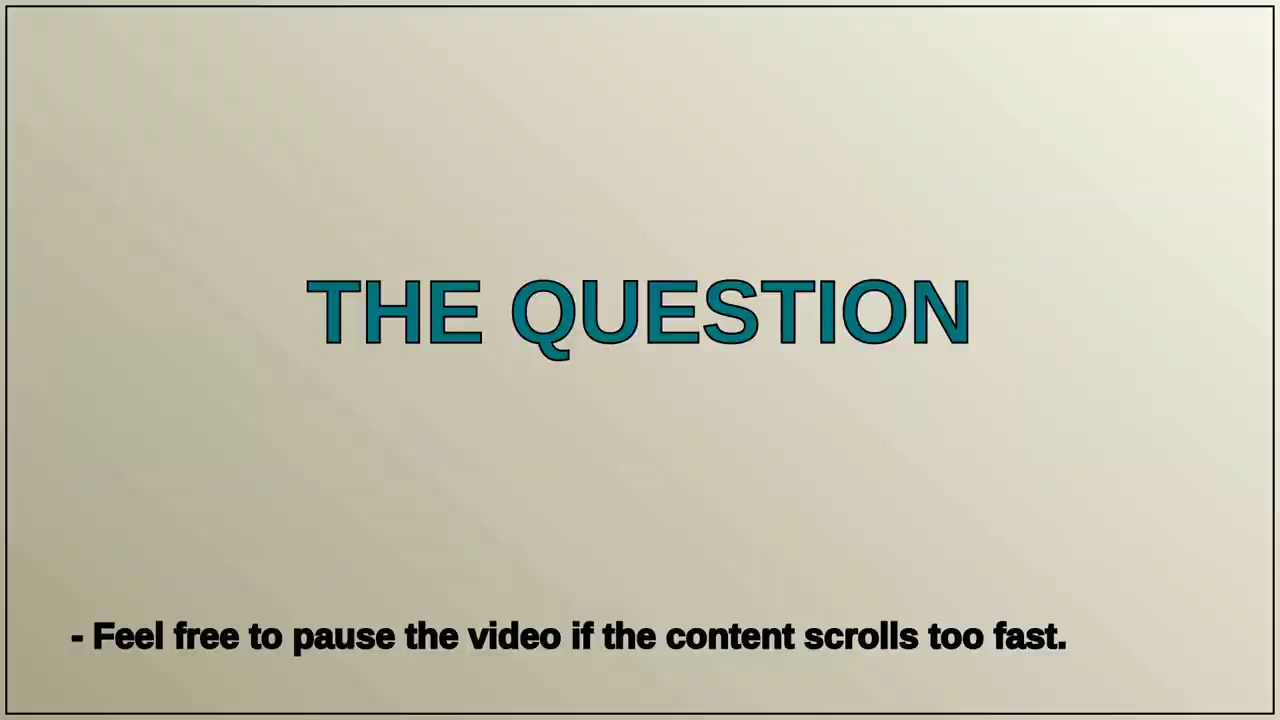 THE QUESTION
- Feel free to pause the video if the content scrolls too fast.